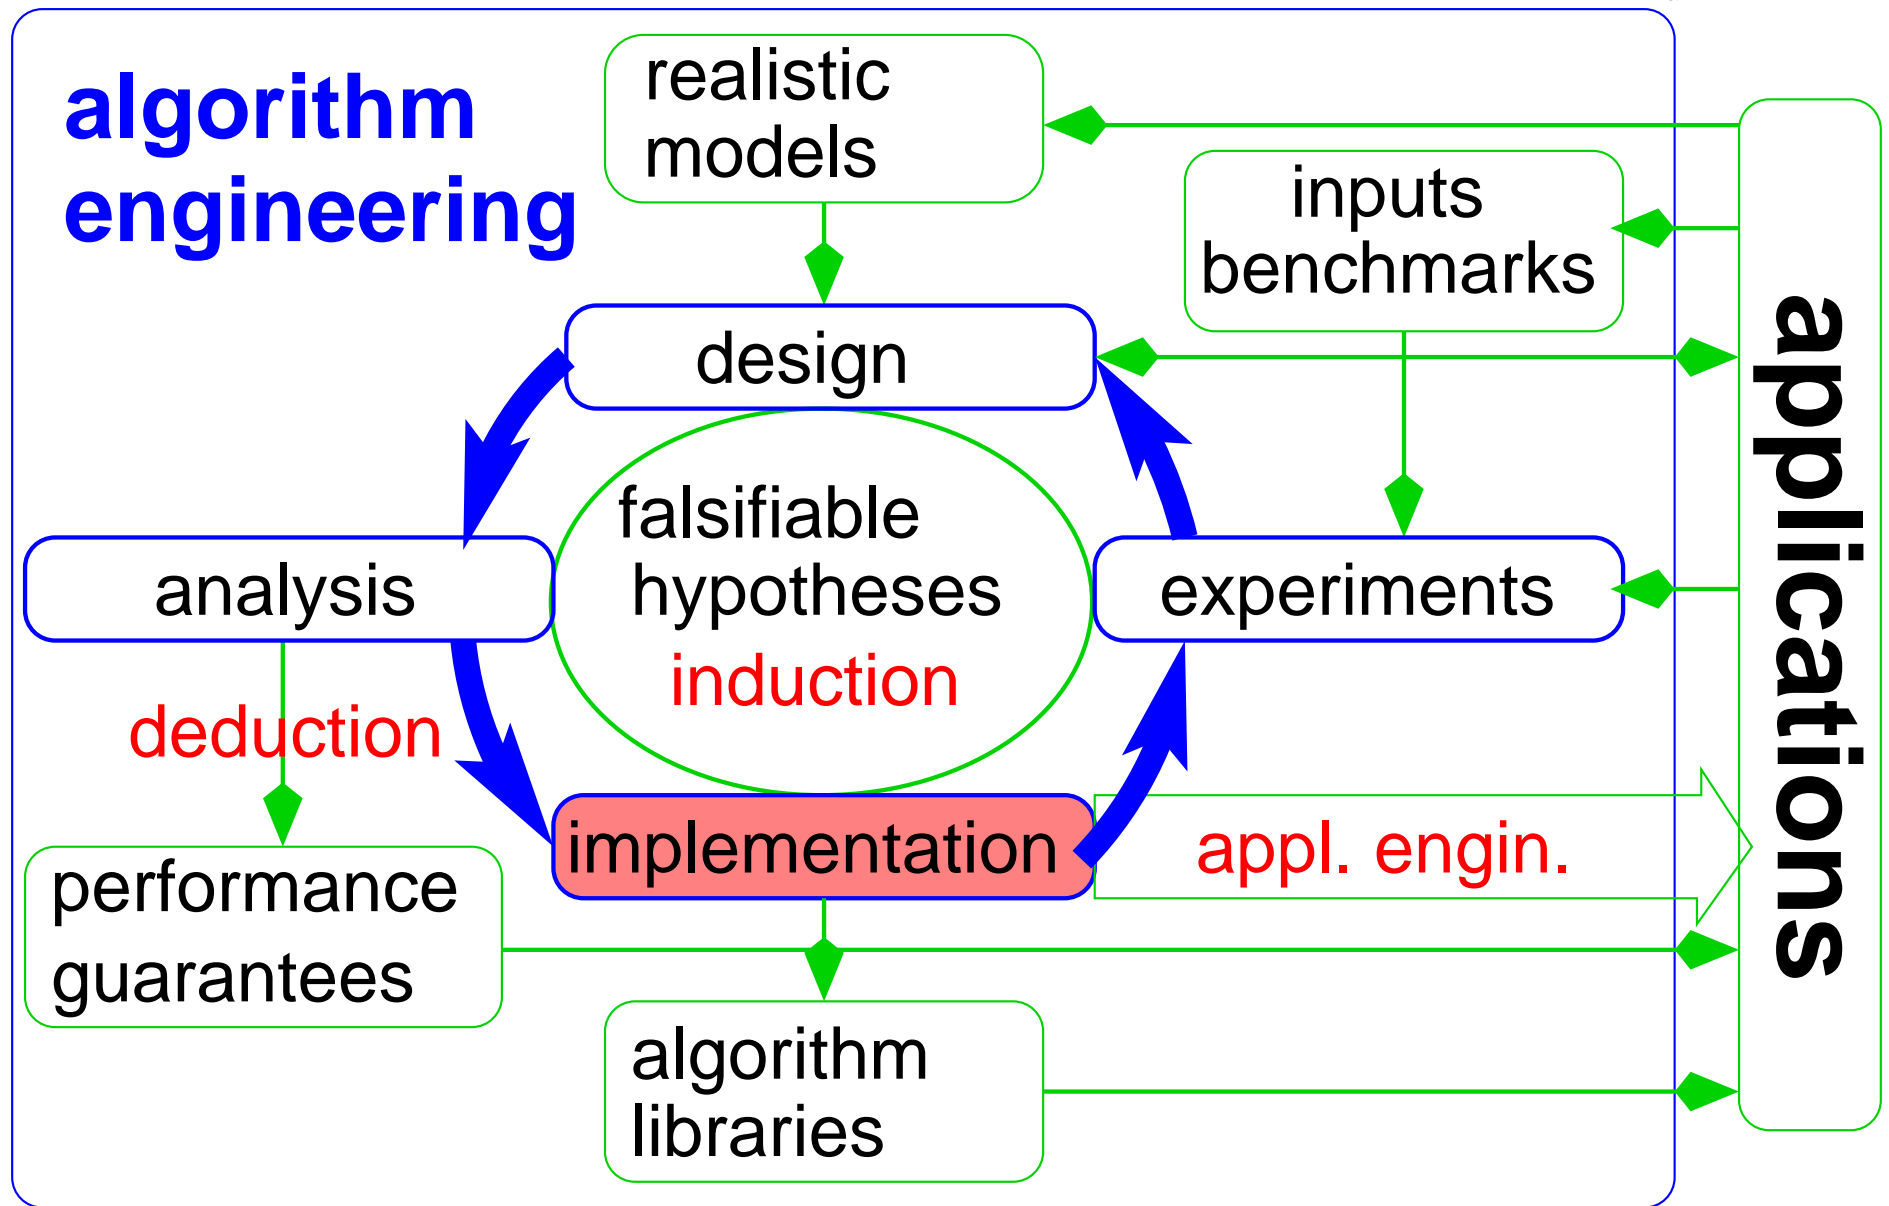 algorithm
engineering
realistic
models
inputs
benchmarks
design
falsifiable
hypotheses
induction
analysis
experiments
deduction
implementation
appl. engin.
performance
guarantees
algorithm
libraries
applications